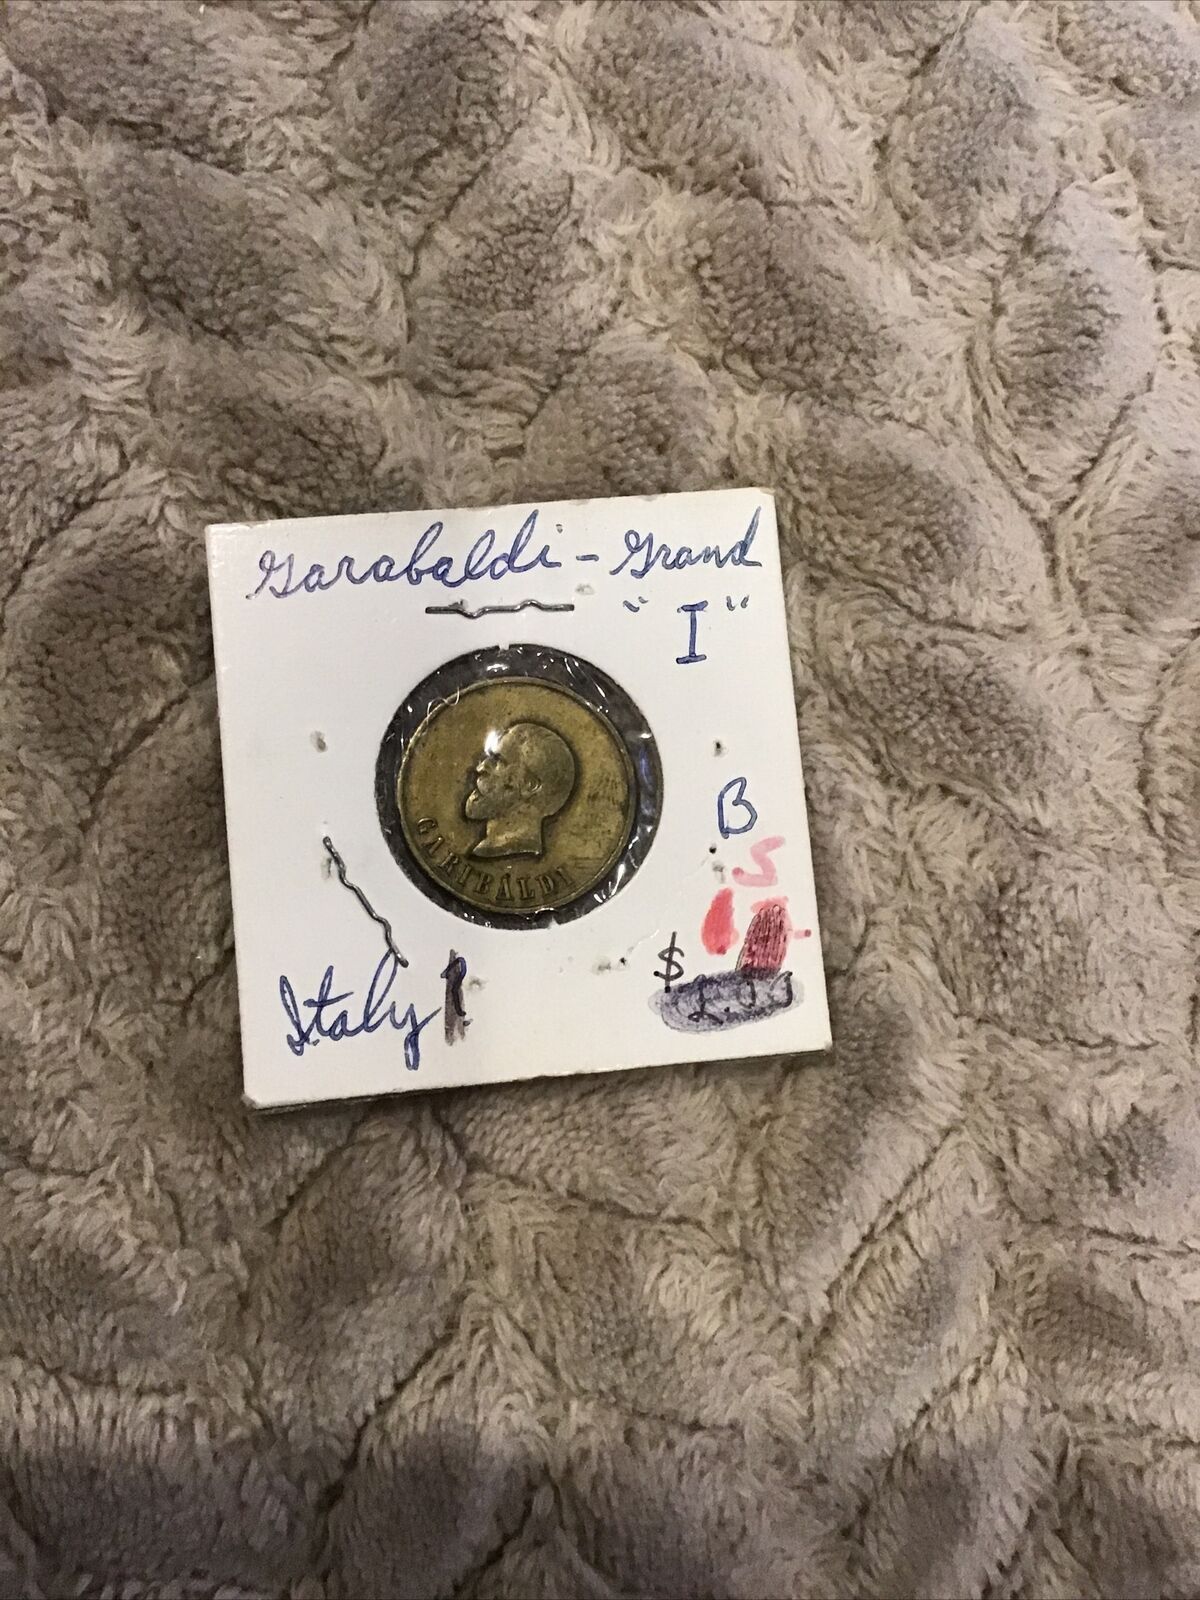 Garabaldi - Grand
"I"
GARIBALDI
B
$
Italy